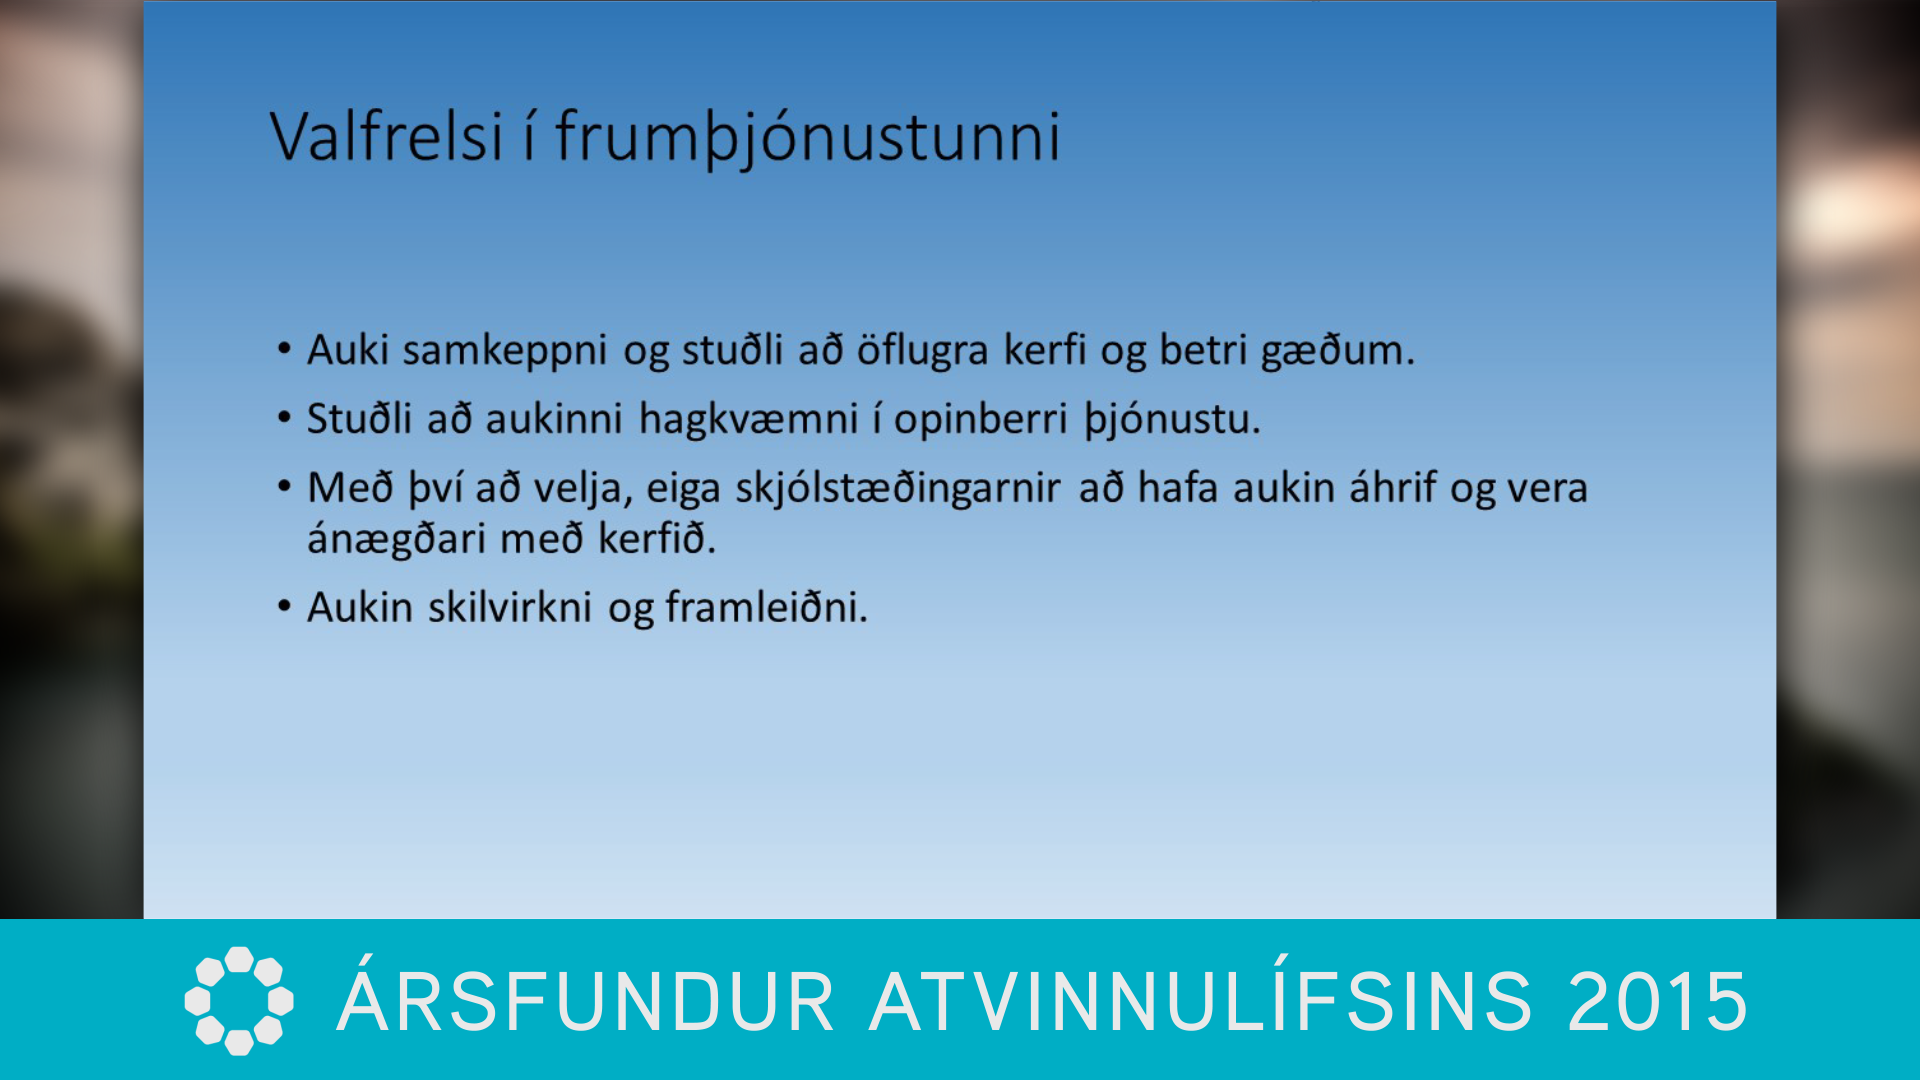 Valfrelsi í frumþjónustunni
• Auki samkeppni og stuðli að öflugra kerfi og betri gæðum.
• Stuðli að aukinni hagkvæmni í opinberri þjónustu.
• Með því að velja, eiga skjólstæðingarnir að hafa aukin áhrif og vera
ánægðari með kerfið.
• Aukin skilvirkni og framleiðni.
ÁRSFUNDUR ATVINNULÍFSINS 2015